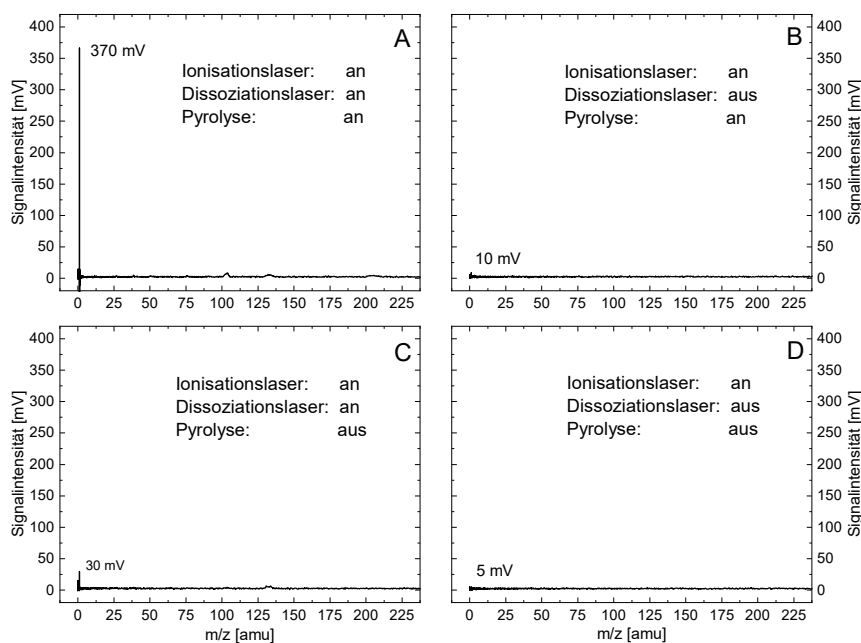 A
370 mV
Ionisationslaser: an
Dissoziationslaser: an
Pyrolyse: an
Signalintensität [mV]
400
350
300
250
200
150
100
50
0
0 25 50 75 100 125 150 175 200 225
B
10 mV
Ionisationslaser: an
Dissoziationslaser: aus
Pyrolyse: an
Signalintensität [mV]
400
350
300
250
200
150
100
50
0
0 25 50 75 100 125 150 175 200 225
C
30 mV
Ionisationslaser: an
Dissoziationslaser: an
Pyrolyse: aus
Signalintensität [mV]
400
350
300
250
200
150
100
50
0
0 25 50 75 100 125 150 175 200 225
m/z [amu]
D
5 mV
Ionisationslaser: an
Dissoziationslaser: aus
Pyrolyse: aus
Signalintensität [mV]
400
350
300
250
200
150
100
50
0
0 25 50 75 100 125 150 175 200 225
m/z [amu]